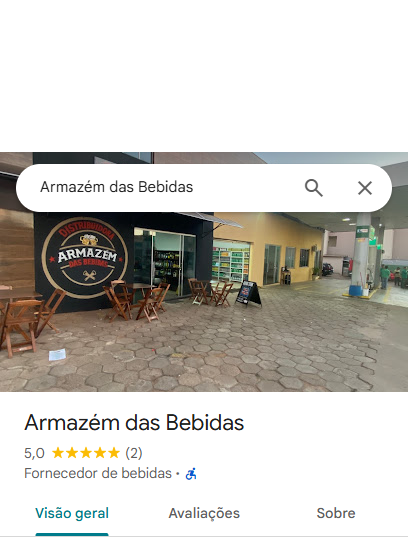 Armazém das Bebidas
DISTRIBUIDORA
ARMAZÉM
DAS BEBIDAS
Armazém das Bebidas
5,0 (2)
Fornecedor de bebidas ·
Visão geral
Avaliações
Sobre